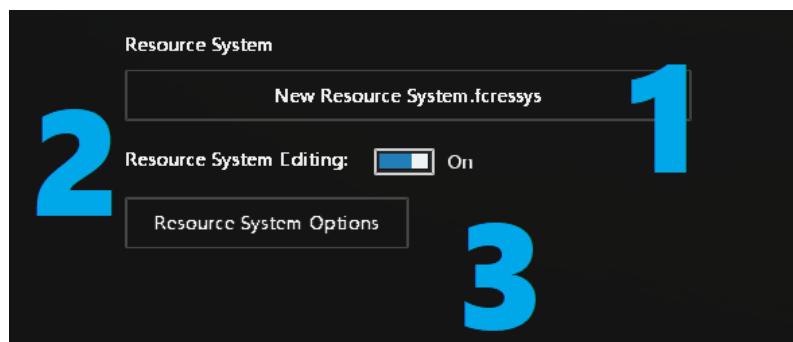 Resource System
New Resource System.fcressys
1
2
Resource System Editing:
On
Resource System Options
3